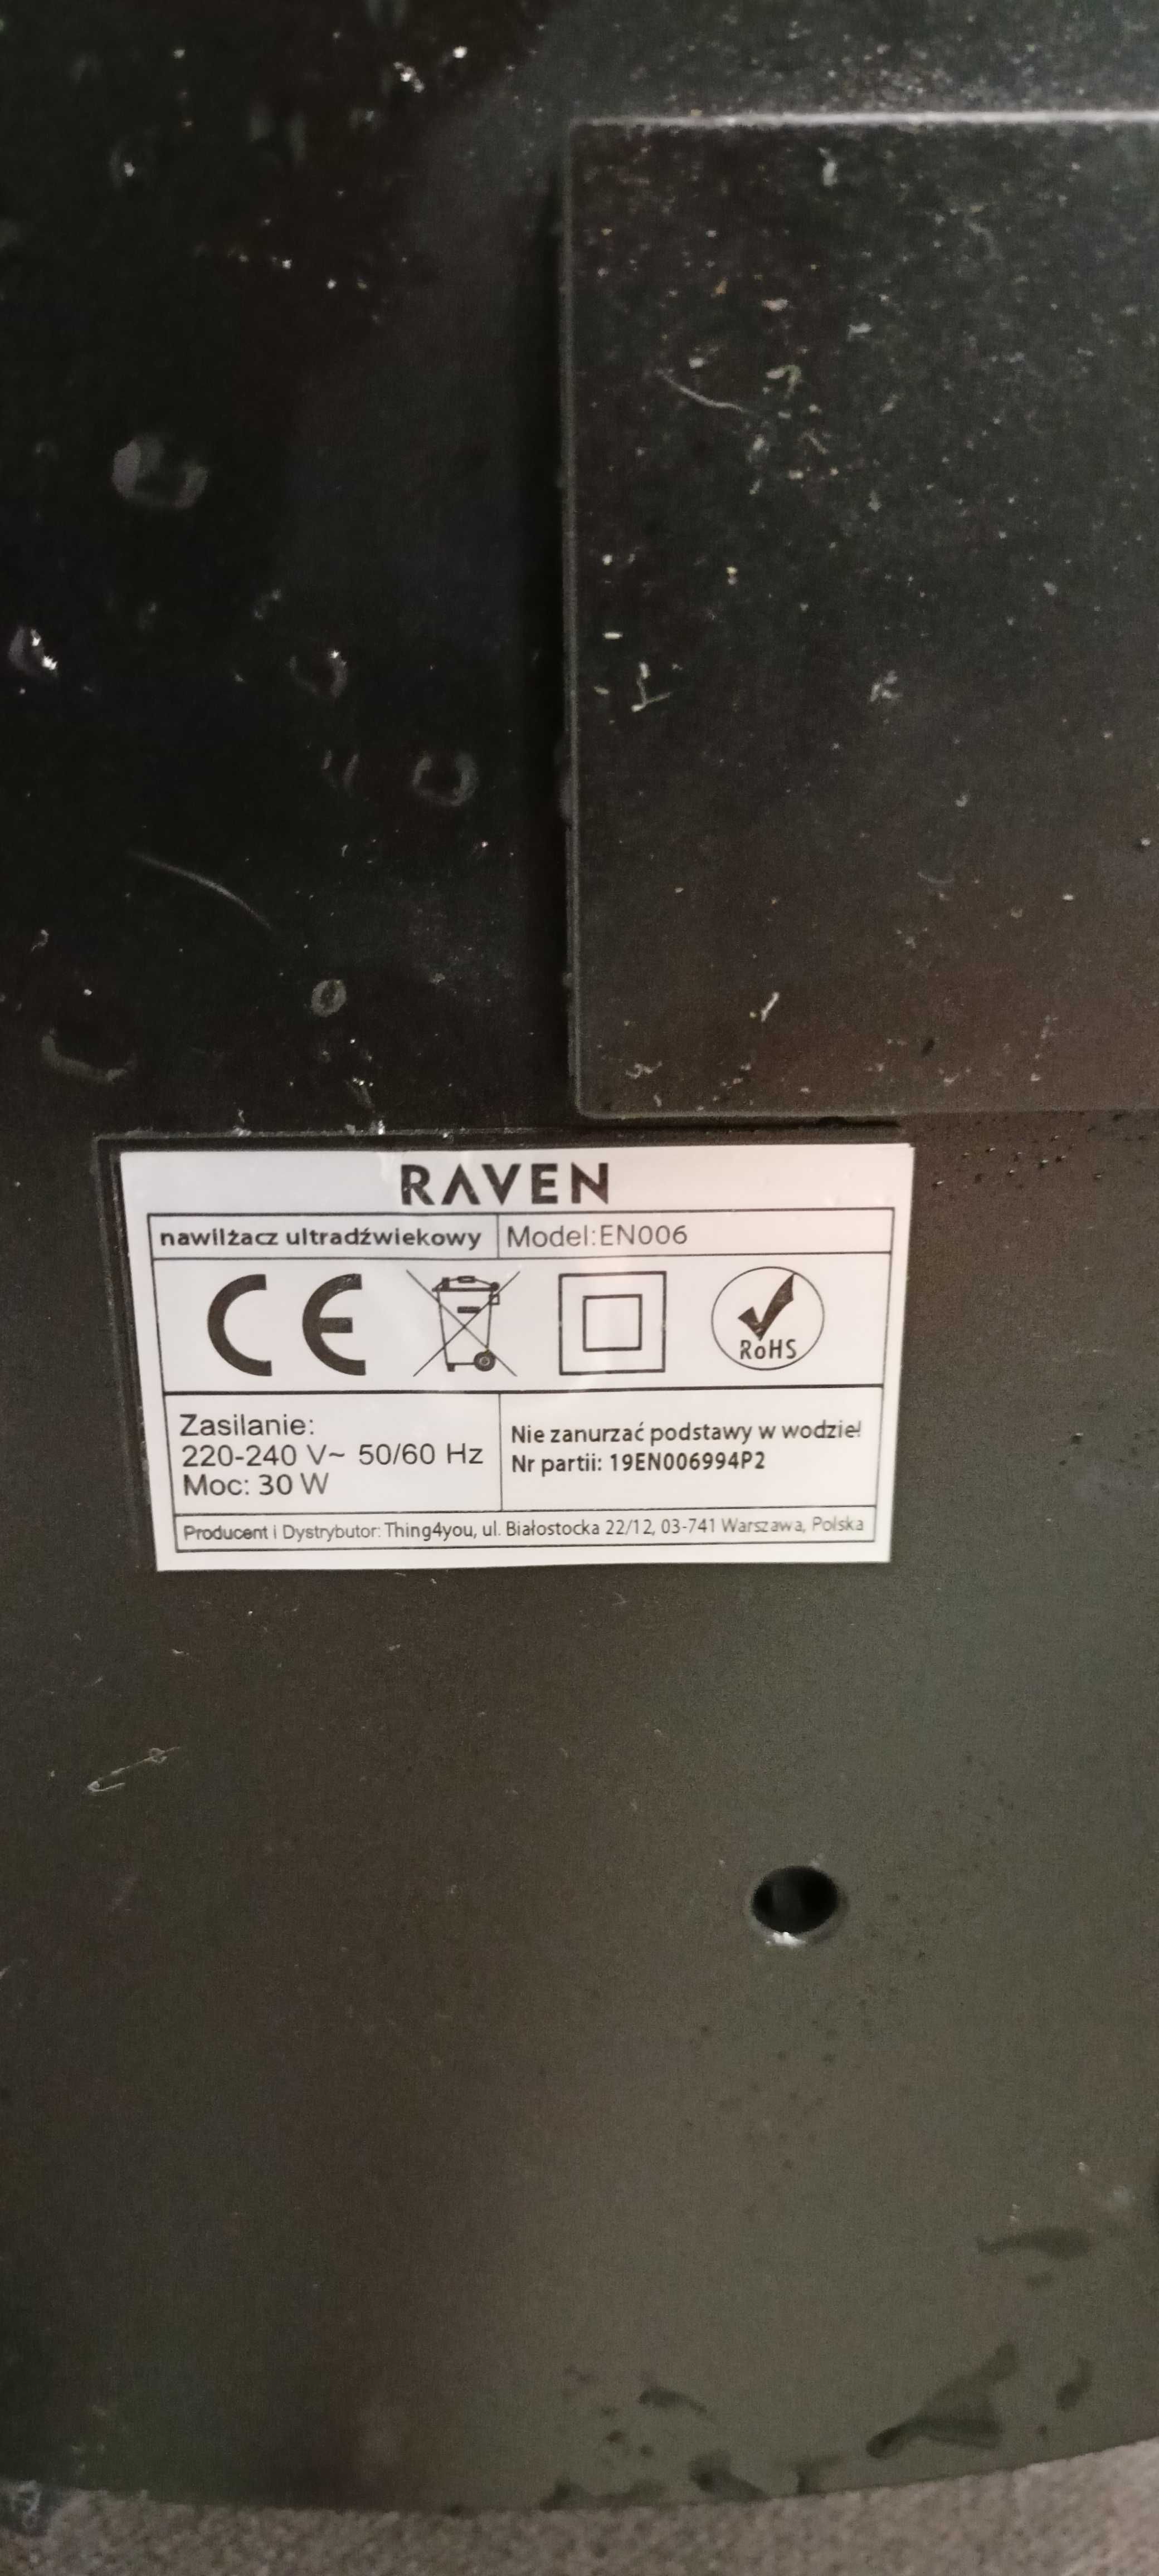 RAVEN
nawilżacz ultradźwiekowy
Model:EN006
CE
RoHS
Zasilanie:
220-240 V~ 50/60 Hz
Moc: 30 W
Nie zanurzać podstawy w wodzie!
Nr partii: 19EN006994P2
Producent i Dystrybutor: Thing4you, ul. Białostocka 22/12, 03-741 Warszawa, Polska